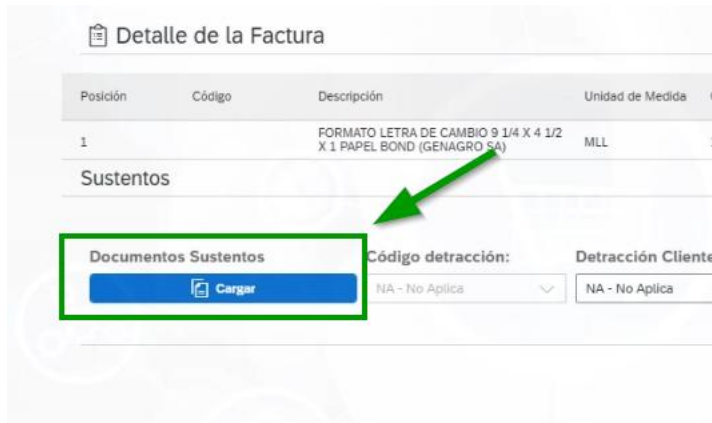 Detalle de la Factura
Posición Código Descripción Unidad de Medida
1 FORMATO LETRA DE CAMBIO 9 1/4 X 4 1/2 MLL
X 1 PAPEL BOND (GENAGRO SA)
Sustentos
Documentos Sustentos Código detracción: Detracción Cliente
Cargar NA - No Aplica NA - No Aplica